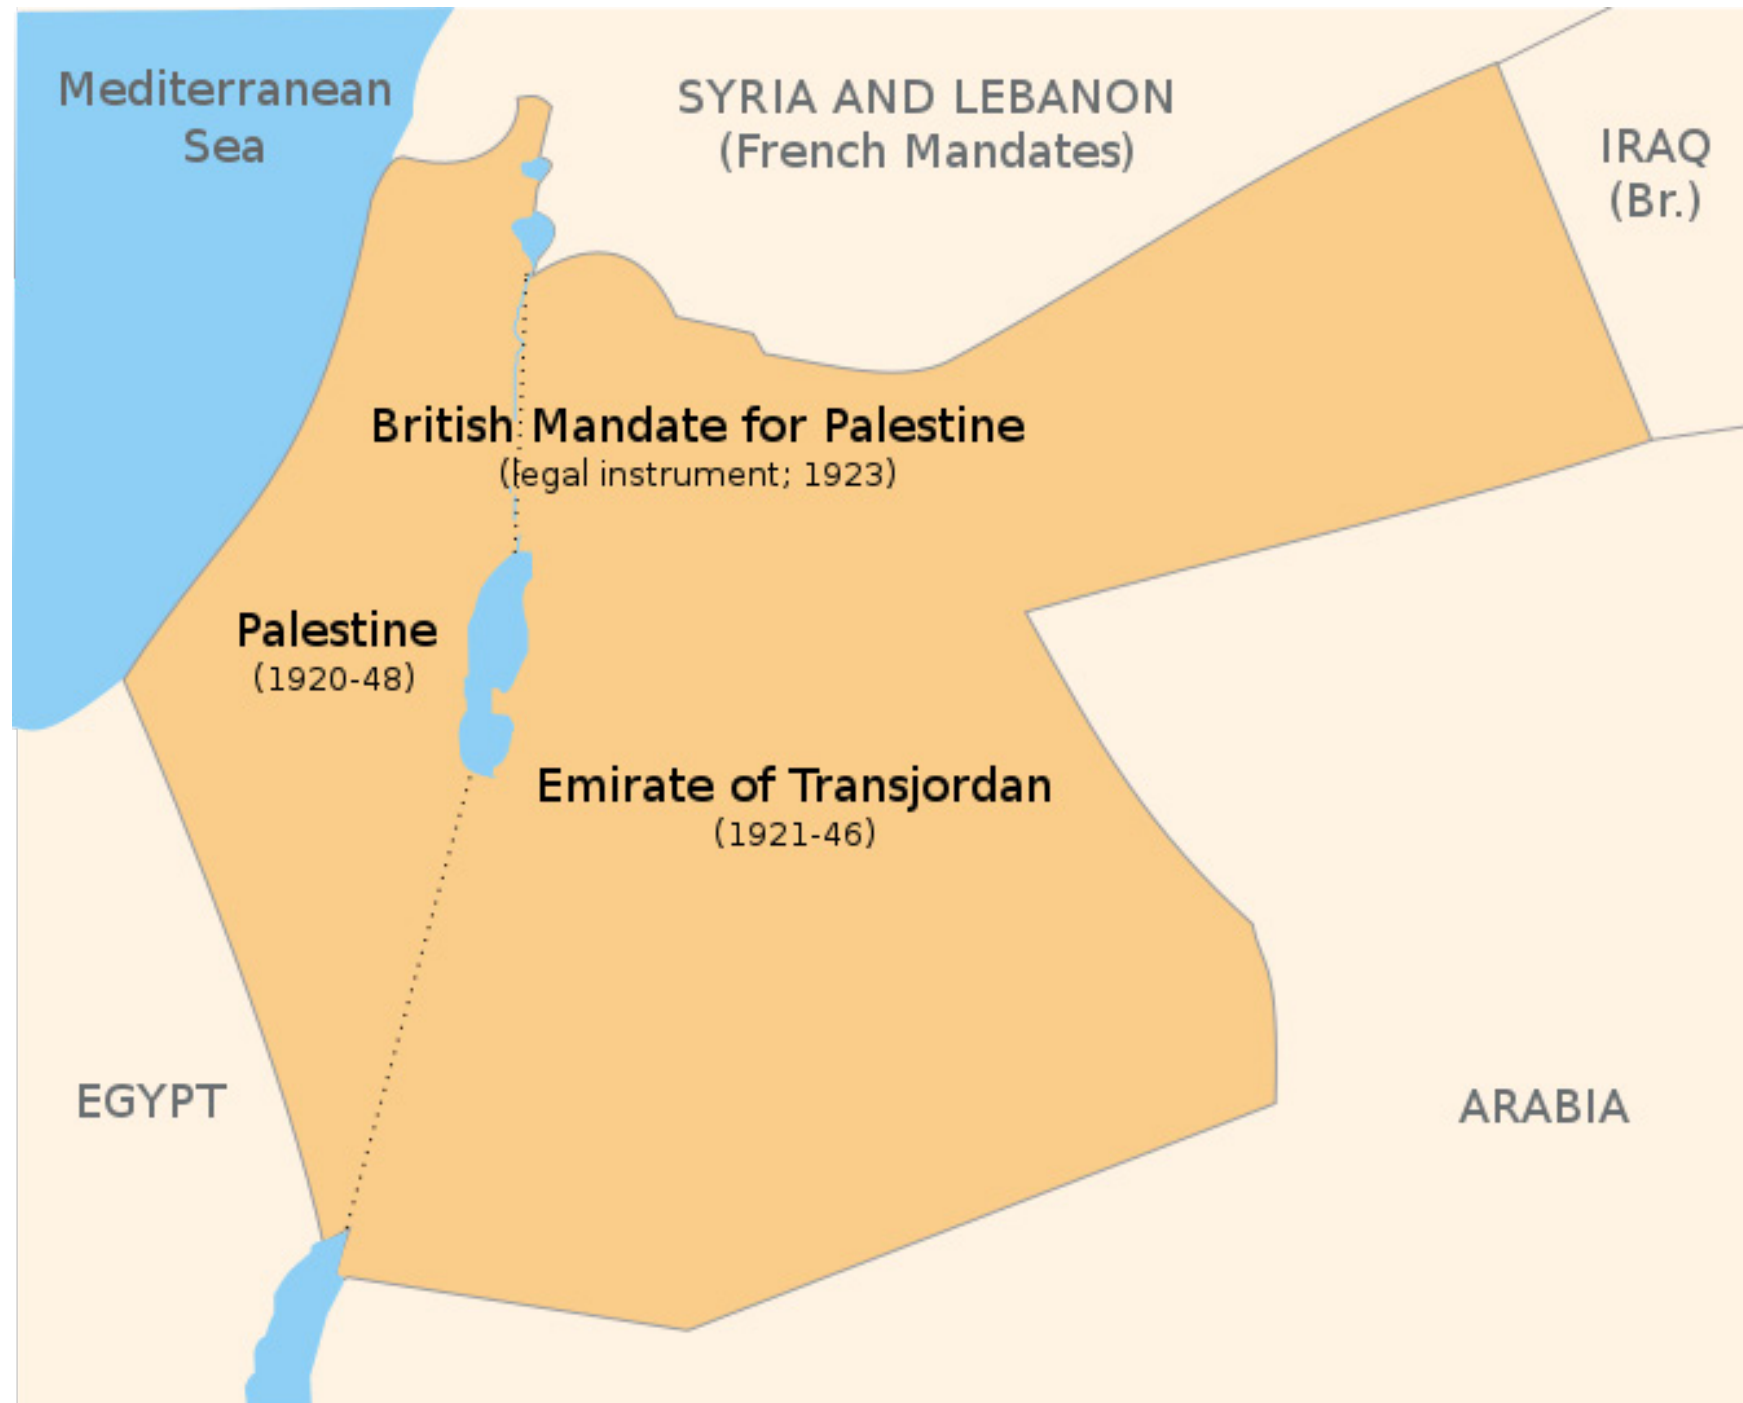 Mediterranean
Sea
SYRIA AND LEBANON
(French Mandates)
IRAQ
(Br.)
British Mandate for Palestine
(legal instrument; 1923)
Palestine
(1920-48)
Emirate of Transjordan
(1921-46)
EGYPT
ARABIA